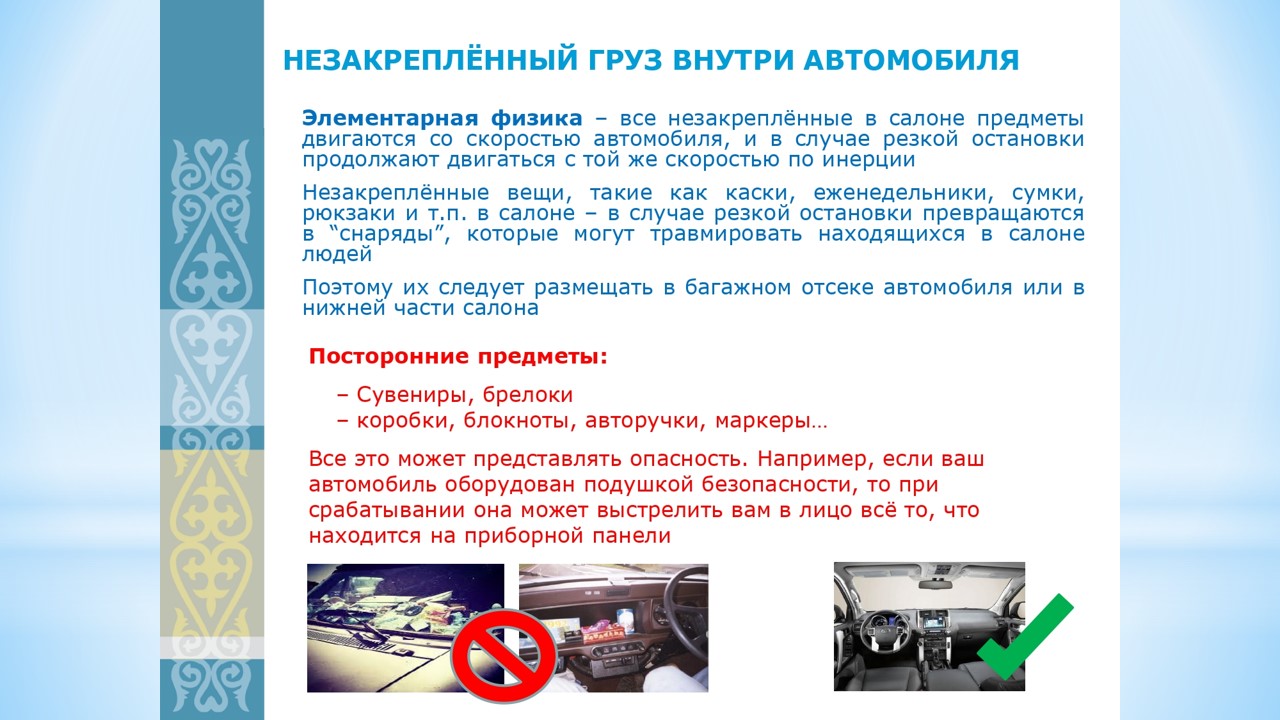 НЕЗАКРЕПЛЁННЫЙ ГРУЗ ВНУТРИ АВТОМОБИЛЯ
Элементарная физика – все незакреплённые в салоне предметы
двигаются со скоростью автомобиля, и в случае резкой остановки
продолжают двигаться с той же скоростью по инерции
Незакреплённые вещи, такие как каски, еженедельники, сумки,
рюкзаки и т.п. в салоне – в случае резкой остановки превращаются
в “снаряды”, которые могут травмировать находящихся в салоне
людей
Поэтому их следует размещать в багажном отсеке автомобиля или в
нижней части салона
Посторонние предметы:
– Сувениры, брелоки
– коробки, блокноты, авторучки, маркеры…
Все это может представлять опасность. Например, если ваш
автомобиль оборудован подушкой безопасности, то при
срабатывании она может выстрелить вам в лицо всё то, что
находится на приборной панели